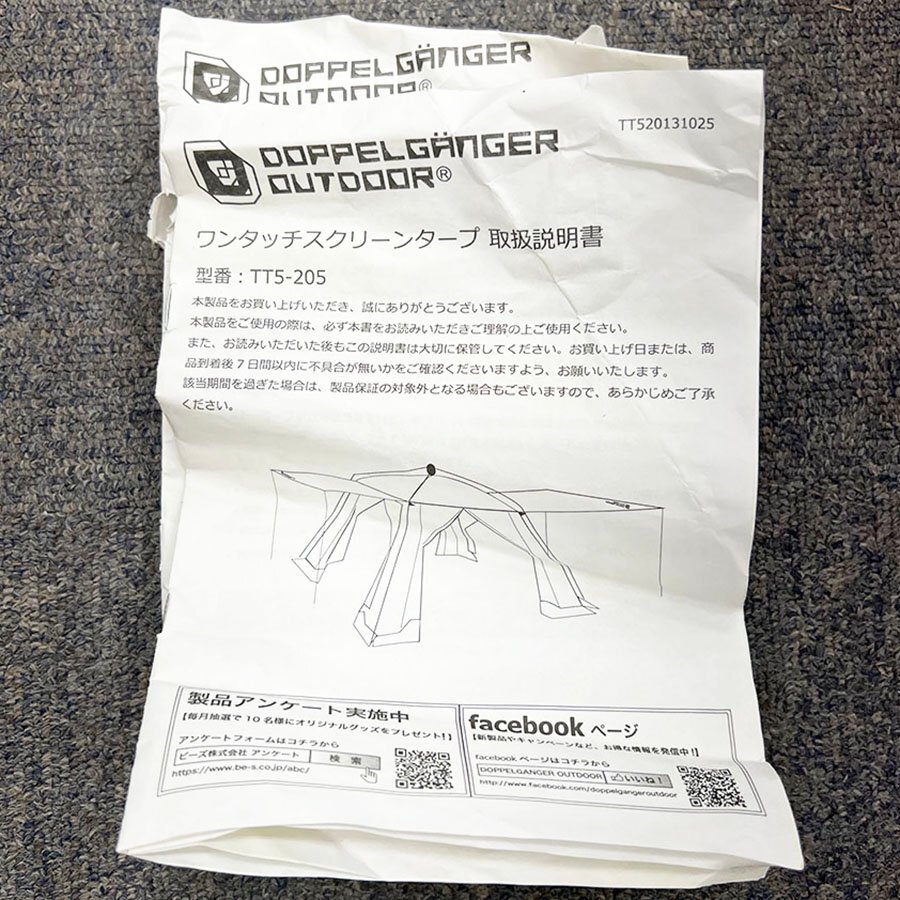 DOPPELGÄNGER
OUTDOOR®
TT520131025
DOPPELGÄNGER
OUTDOOR®
ワンタッチスクリーンタープ 取扱説明書
型番：TT5-205
本製品をお買い上げいただき、誠にありがとうございます。
本製品をご使用の際は、必ず本書をお読みいただきご理解の上ご使用ください。
また、お読みいただいた後もこの説明書は大切に保管してください。お買い上げ日または、商
品到着後７日間以内に不具合が無いかをご確認くださいますよう、お願いいたします。
該当期間を過ぎた場合は、製品保証の対象外となる場合もございますので、あらかじめご了承
ください。
製品アンケート実施中
【毎月抽選で10名様にオリジナルグッズをプレゼント！】
アンケートフォームはコチラから
ビーズ株式会社 アンケート 検索
https://www.be-s.co.jp/abc/
facebook ページ
【新製品やキャンペーンなど、お得な情報を発信中！】
facebook ページはコチラから
DOPPELGANGER OUTDOOR いいね！
http://www.facebook.com/doppelgangeroutdoor